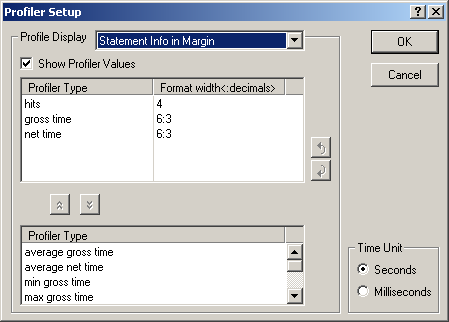 Profiler Setup
Profile Display
Statement Info in Margin
OK
Show Profiler Values
Cancel
Profiler Type Format width<:decimals>
hits 4
gross time 6:3
net time 6:3
Profiler Type
average gross time
average net time
min gross time
max gross time
Time Unit
Seconds
Milliseconds